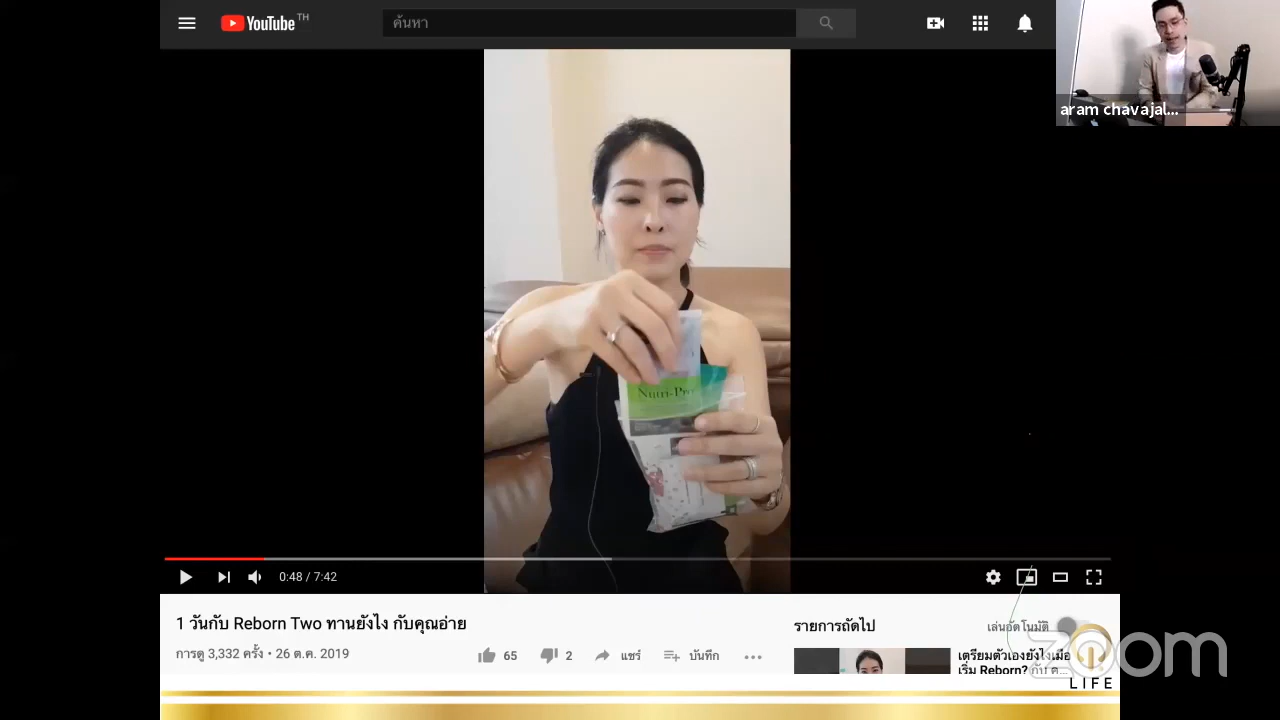 YouTube TH
ค้นหา
aram chavajal...
Nutri-Pro
0:48 / 7:42
1 วันกับ Reborn Two ทานยังไง กับคุณอ่าย
การดู 3,332 ครั้ง • 26 ต.ค. 2019
65
2
แชร์
บันทึก
รายการถัดไป
เล่นอัตโนมัติ
เตรียมตัวเองยังไงเมื่อ
เริ่ม Reborn? กับ ค...
zoom
LIFE